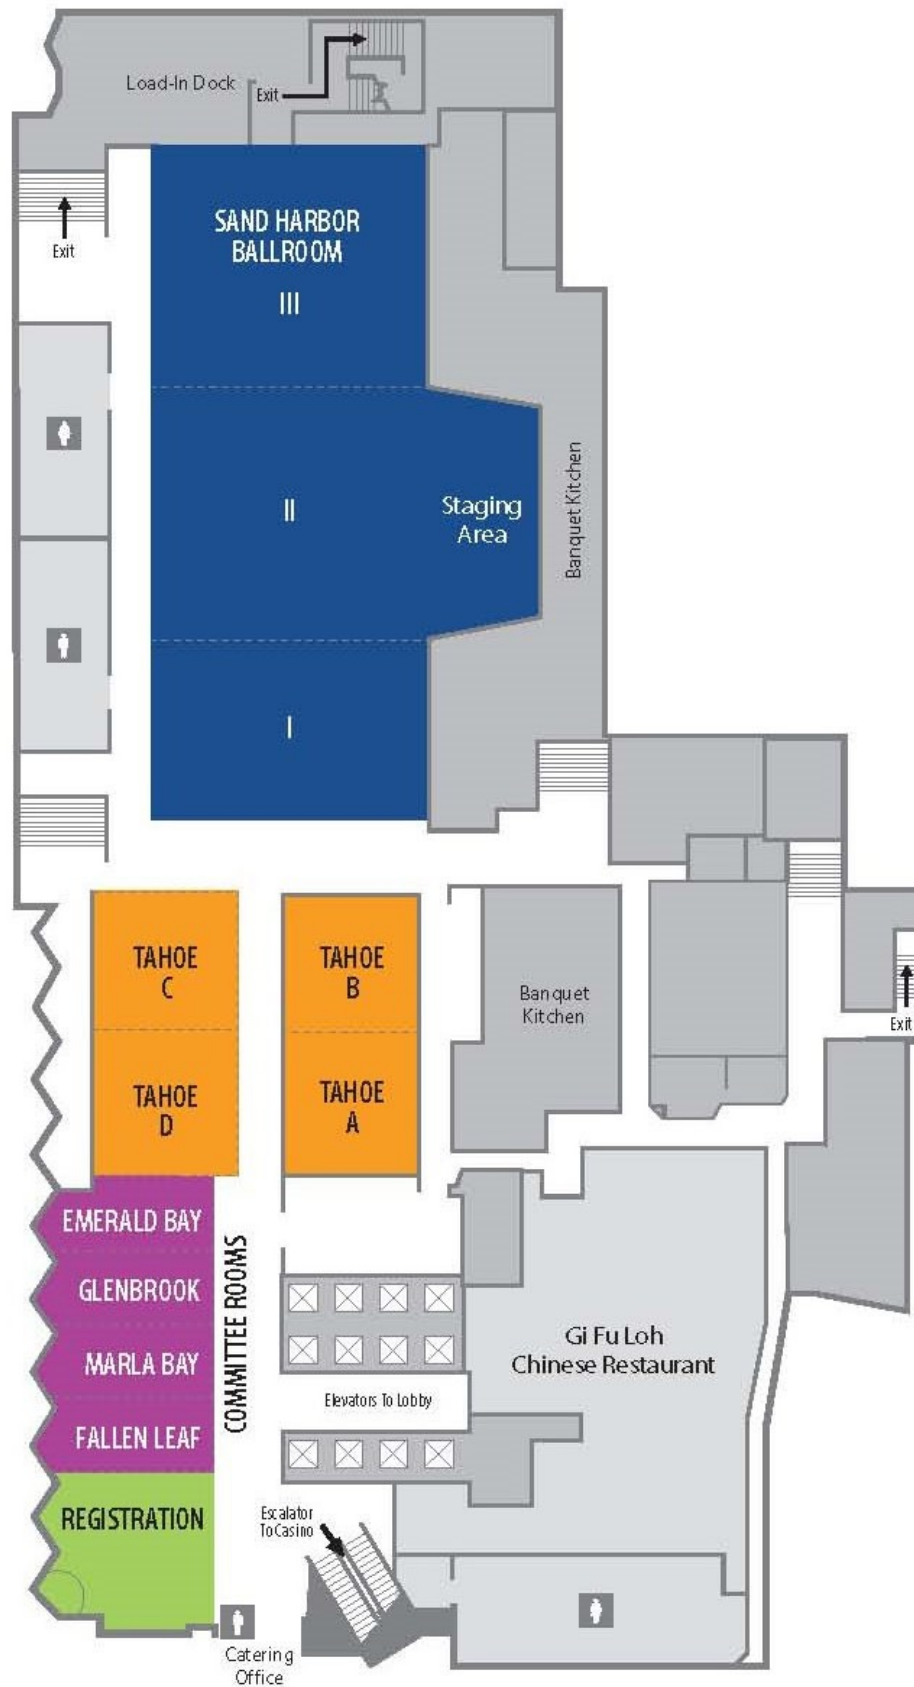 Load-In Dock
Exit
SAND HARBOR
BALLROOM
III
Exit
II
Staging
Area
Banquet Kitchen
I
TAHOE
C
TAHOE
B
Banquet
Kitchen
Exit
TAHOE
D
TAHOE
A
EMERALD BAY
GLENBROOK
MARLA BAY
FALLEN LEAF
COMMITTEE ROOMS
Gi Fu Loh
Chinese Restaurant
Elevators To Lobby
REGISTRATION
Escalator
To Casino
Catering
Office